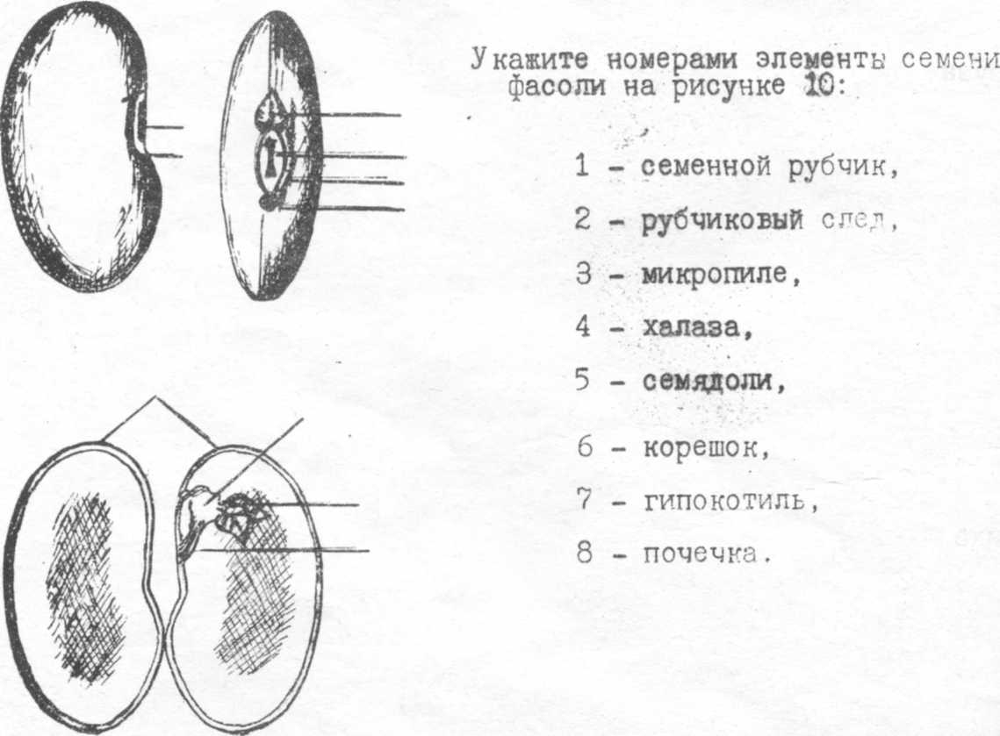 Укажите номерами элементы семени
фасоли на рисунке 10:
1 – семенной рубчик,
2 – рубчиковый след,
3 – микропиле,
4 – халаза,
5 – семядоли,
6 – корешок,
7 – гипокотиль,
8 – почечка.